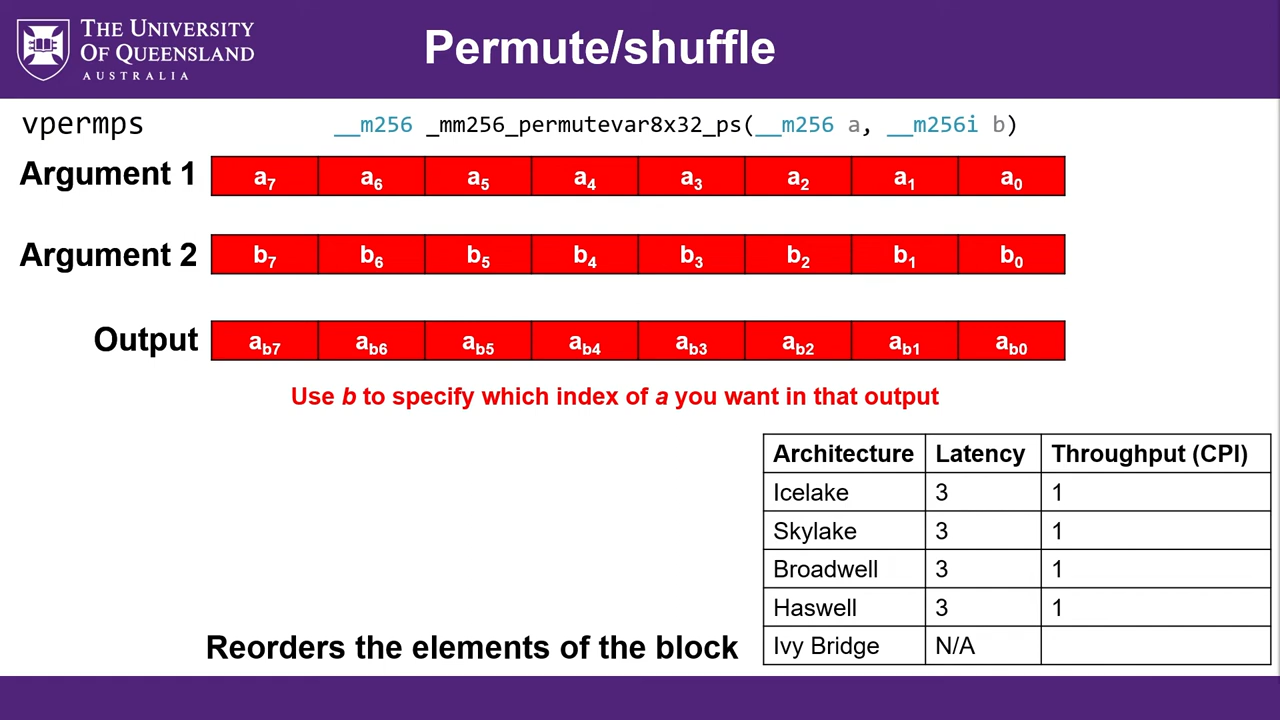 THE UNIVERSITY
OF QUEENSLAND
AUSTRALIA
Permute/shuffle
vpermps
__m256 _mm256_permutevar8x32_ps(__m256 a, __m256i b)
Argument 1 a7 a6 a5 a4 a3 a2 a1 a0
Argument 2 b7 b6 b5 b4 b3 b2 b1 b0
Output ab7 ab6 ab5 ab4 ab3 ab2 ab1 ab0
Use b to specify which index of a you want in that output
Architecture Latency Throughput (CPI)
Icelake 3 1
Skylake 3 1
Broadwell 3 1
Haswell 3 1
Ivy Bridge N/A
Reorders the elements of the block